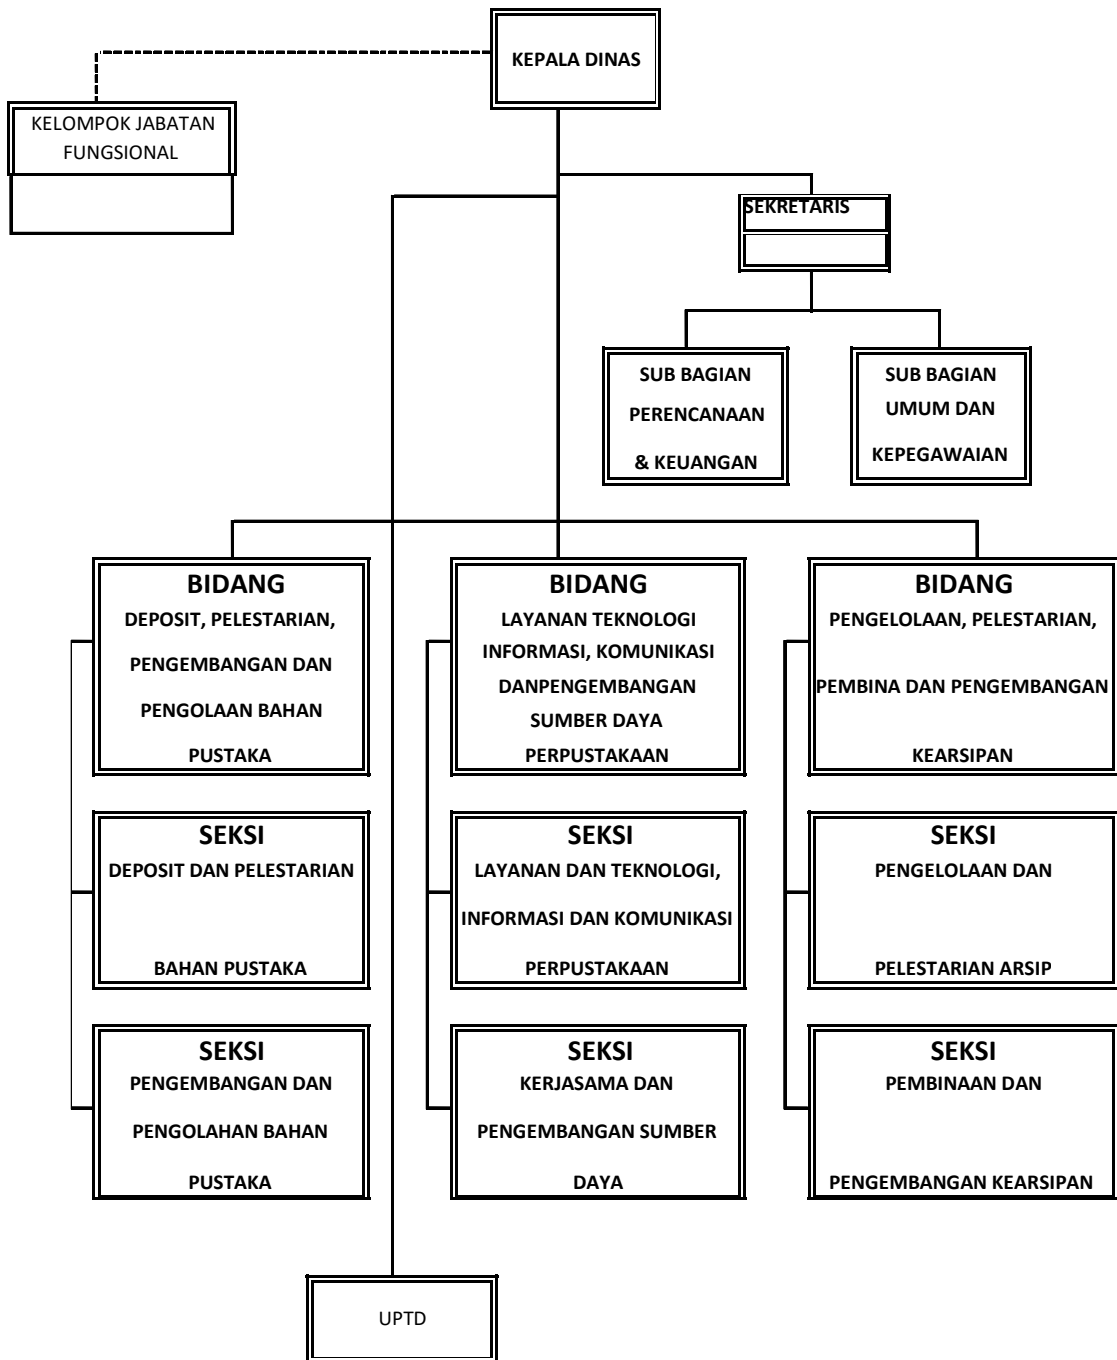 KEPALA DINAS
KELOMPOK JABATAN
FUNGSIONAL
SEKRETARIS
SUB BAGIAN
PERENCANAAN
& KEUANGAN
SUB BAGIAN
UMUM DAN
KEPEGAWAIAN
BIDANG
DEPOSIT, PELESTARIAN,
PENGEMBANGAN DAN
PENGOLAAN BAHAN
PUSTAKA
BIDANG
LAYANAN TEKNOLOGI
INFORMASI, KOMUNIKASI
DANPENGEMBANGAN
SUMBER DAYA
PERPUSTAKAAN
BIDANG
PENGELOLAAN, PELESTARIAN,
PEMBINA DAN PENGEMBANGAN
KEARSIPAN
SEKSI
DEPOSIT DAN PELESTARIAN
BAHAN PUSTAKA
SEKSI
LAYANAN DAN TEKNOLOGI,
INFORMASI DAN KOMUNIKASI
PERPUSTAKAAN
SEKSI
PENGELOLAAN DAN
PELESTARIAN ARSIP
SEKSI
PENGEMBANGAN DAN
PENGOLAHAN BAHAN
PUSTAKA
SEKSI
KERJASAMA DAN
PENGEMBANGAN SUMBER
DAYA
SEKSI
PEMBINAAN DAN
PENGEMBANGAN KEARSIPAN
UPTD